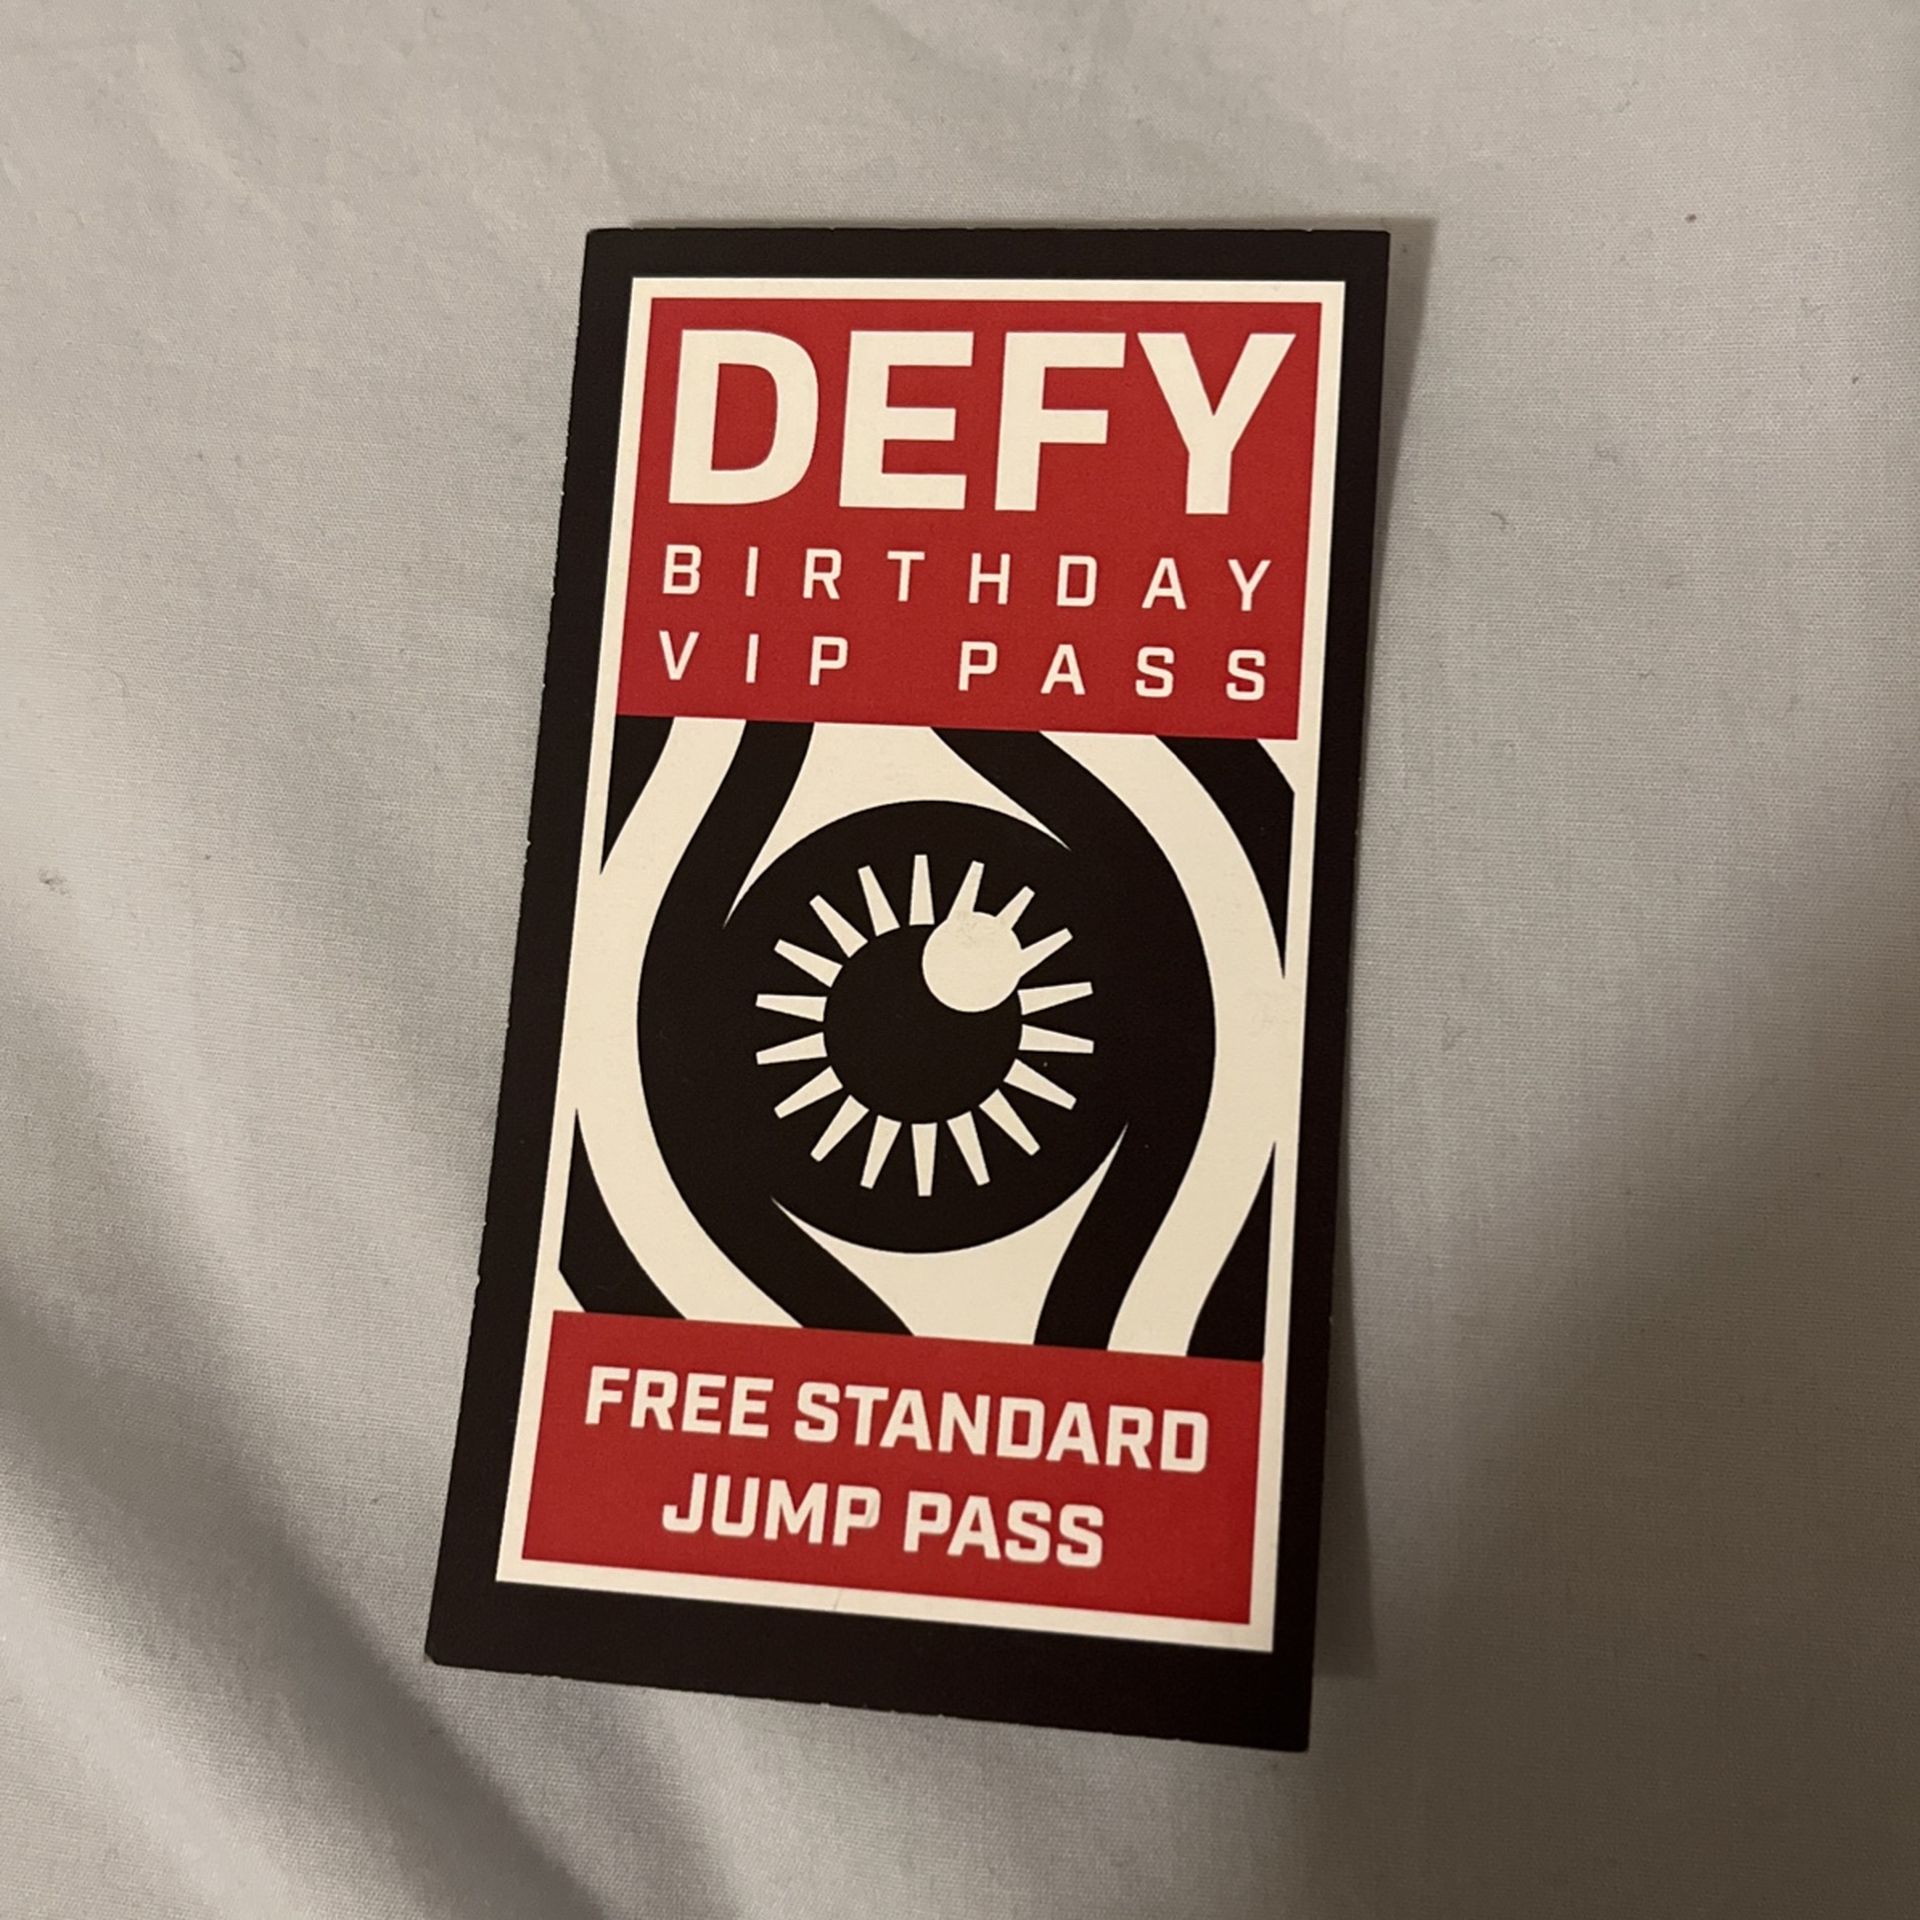 DEFY
BIRTHDAY
VIP PASS
FREE STANDARD
JUMP PASS